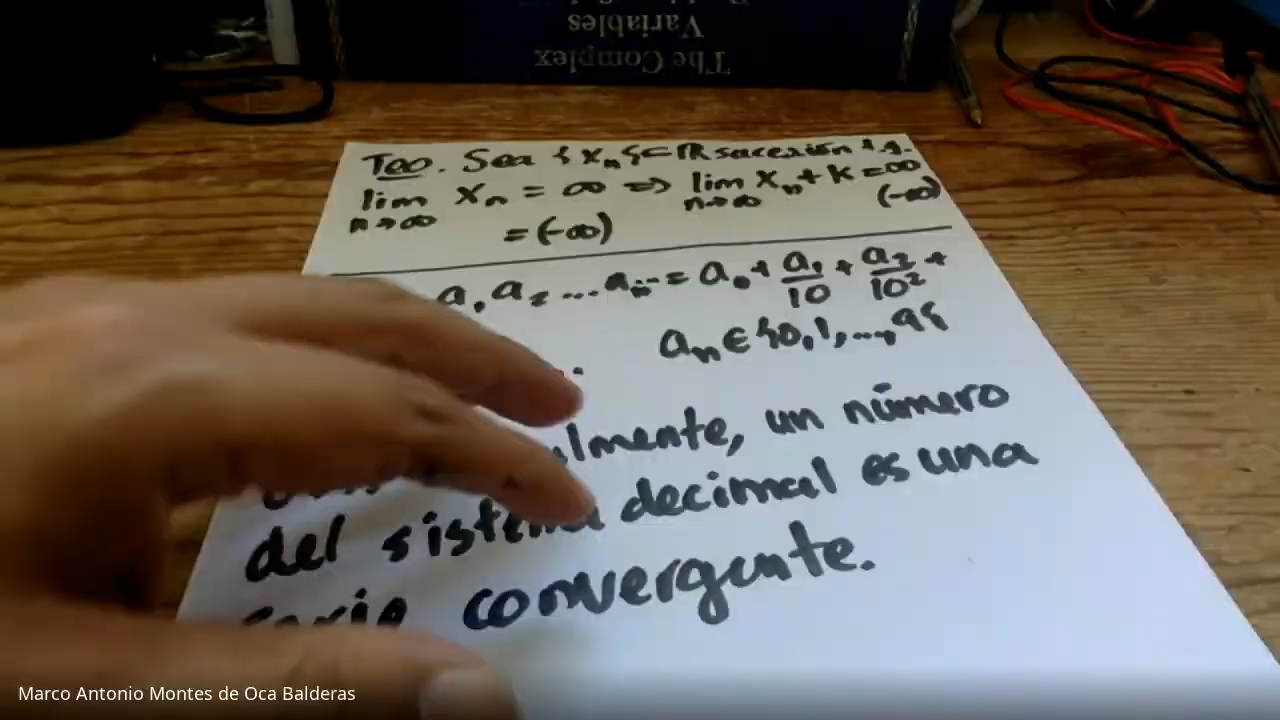 The Complex
Variables
Teo. Sea {xₙ}⊂ℝ sucesión t.q.
lim xₙ = ∞ ⇒ lim xₙ + k = ∞
n→∞ n→∞ (-∞)
= (-∞)
a₁a₂...aₙ... = a₀ + a₁/10 + a₂/10² +
aₙ ∈ {0,1,...,9}
un número
del sistema decimal es una
serie convergente.
Marco Antonio Montes de Oca Balderas